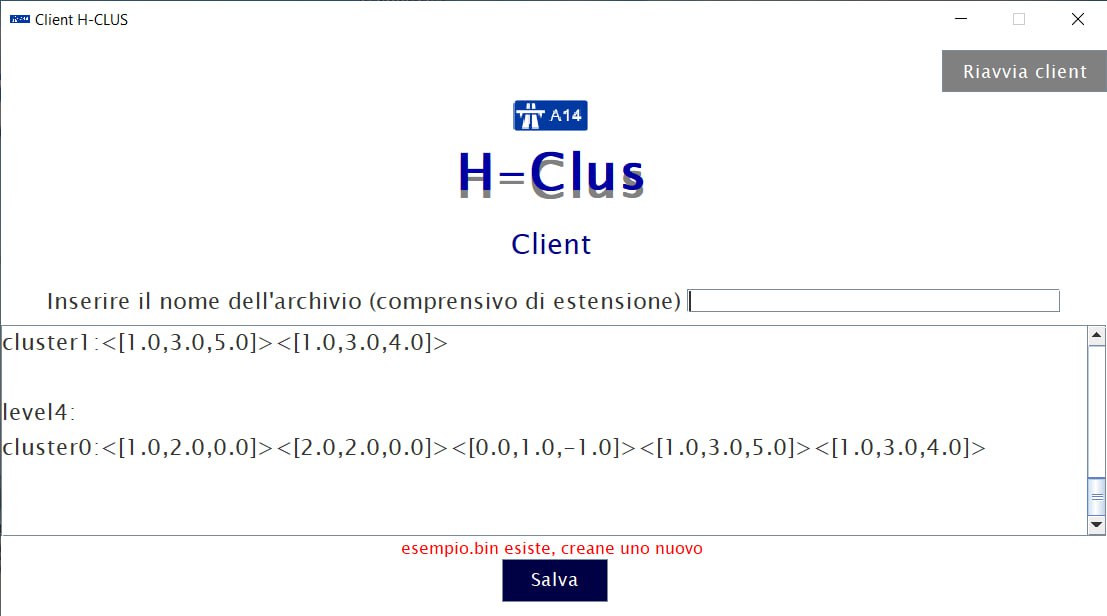 Client H-CLUS
Riavvia client
A14
H-Clus
Client
Inserire il nome dell'archivio (comprensivo di estensione)
cluster1:<[1.0,3.0,5.0]><[1.0,3.0,4.0]>
level4:
cluster0:<[1.0,2.0,0.0]><[2.0,2.0,0.0]><[0.0,1.0,-1.0]><[1.0,3.0,5.0]><[1.0,3.0,4.0]>
esempio.bin esiste, creane uno nuovo
Salva